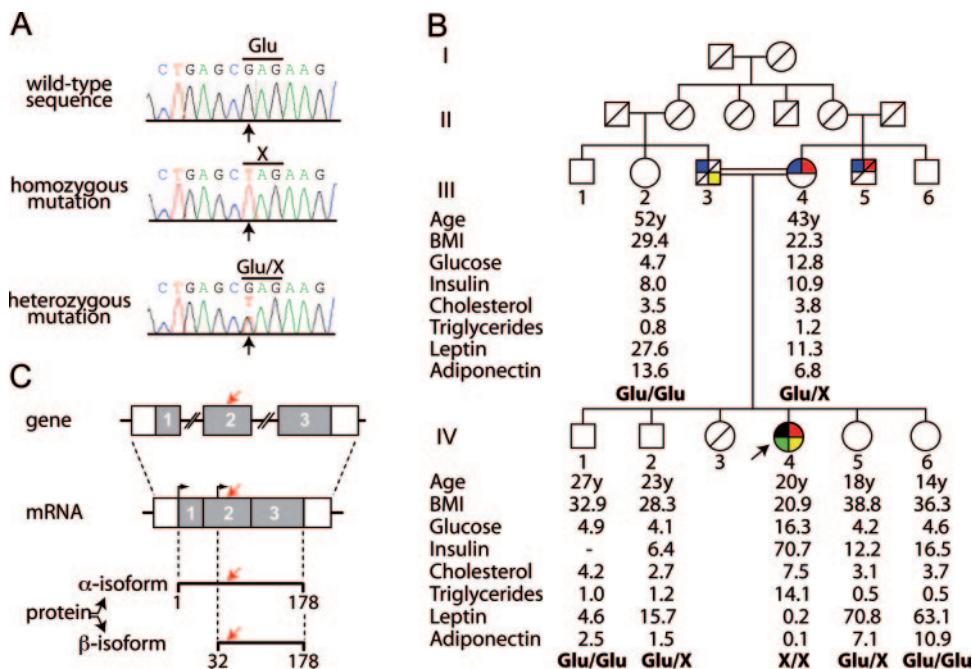 A
Glu
wild-type
sequence
C T G A G C G A G A A G
X
homozygous
mutation
C T G A G C T A G A A G
Glu/X
heterozygous
mutation
C T G A G C G A G A A G
T
B
I
II
III
1 2 3 4 5 6
Age 52y 43y
BMI 29.4 22.3
Glucose 4.7 12.8
Insulin 8.0 10.9
Cholesterol 3.5 3.8
Triglycerides 0.8 1.2
Leptin 27.6 11.3
Adiponectin 13.6 6.8
Glu/Glu Glu/X
IV
1 2 3 4 5 6
Age 27y 23y 20y 18y 14y
BMI 32.9 28.3 20.9 38.8 36.3
Glucose 4.9 4.1 16.3 4.2 4.6
Insulin - 6.4 70.7 12.2 16.5
Cholesterol 4.2 2.7 7.5 3.1 3.7
Triglycerides 1.0 1.2 14.1 0.5 0.5
Leptin 4.6 15.7 0.2 70.8 63.1
Adiponectin 2.5 1.5 0.1 7.1 10.9
Glu/Glu Glu/X X/X Glu/X Glu/Glu
C
gene 1 2 3
mRNA 1 2 3
α-isoform
1 178
protein
β-isoform
32 178